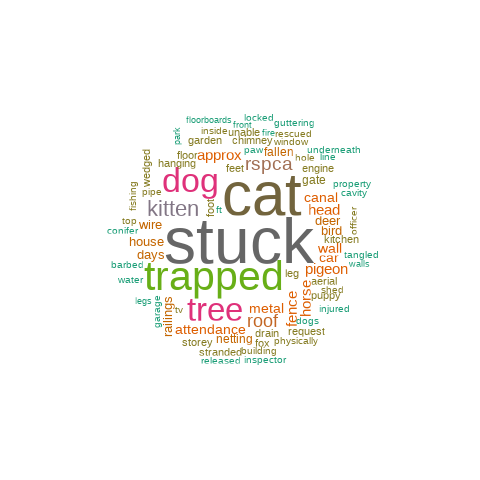 floorboards
locked
front
guttering
park
inside
unable
fire
rescued
garden
chimney
window
wedged
floor
approx
paw
fallen
underneath
hole
line
hanging
feet
rspca
engine
dog
cat
gate
property
fishing
pipe
kitten
foot
ft
canal
cavity
head
officer
top
wire
deer
conifer
stuck
bird
house
kitchen
wall
days
car
tangled
walls
barbed
trapped
leg
pigeon
water
aerial
horse
shed
puppy
legs
garage
railings
tv
tree
metal
fence
injured
roof
dogs
attendance
request
drain
storey
netting
fox
physically
stranded
building
released
inspector